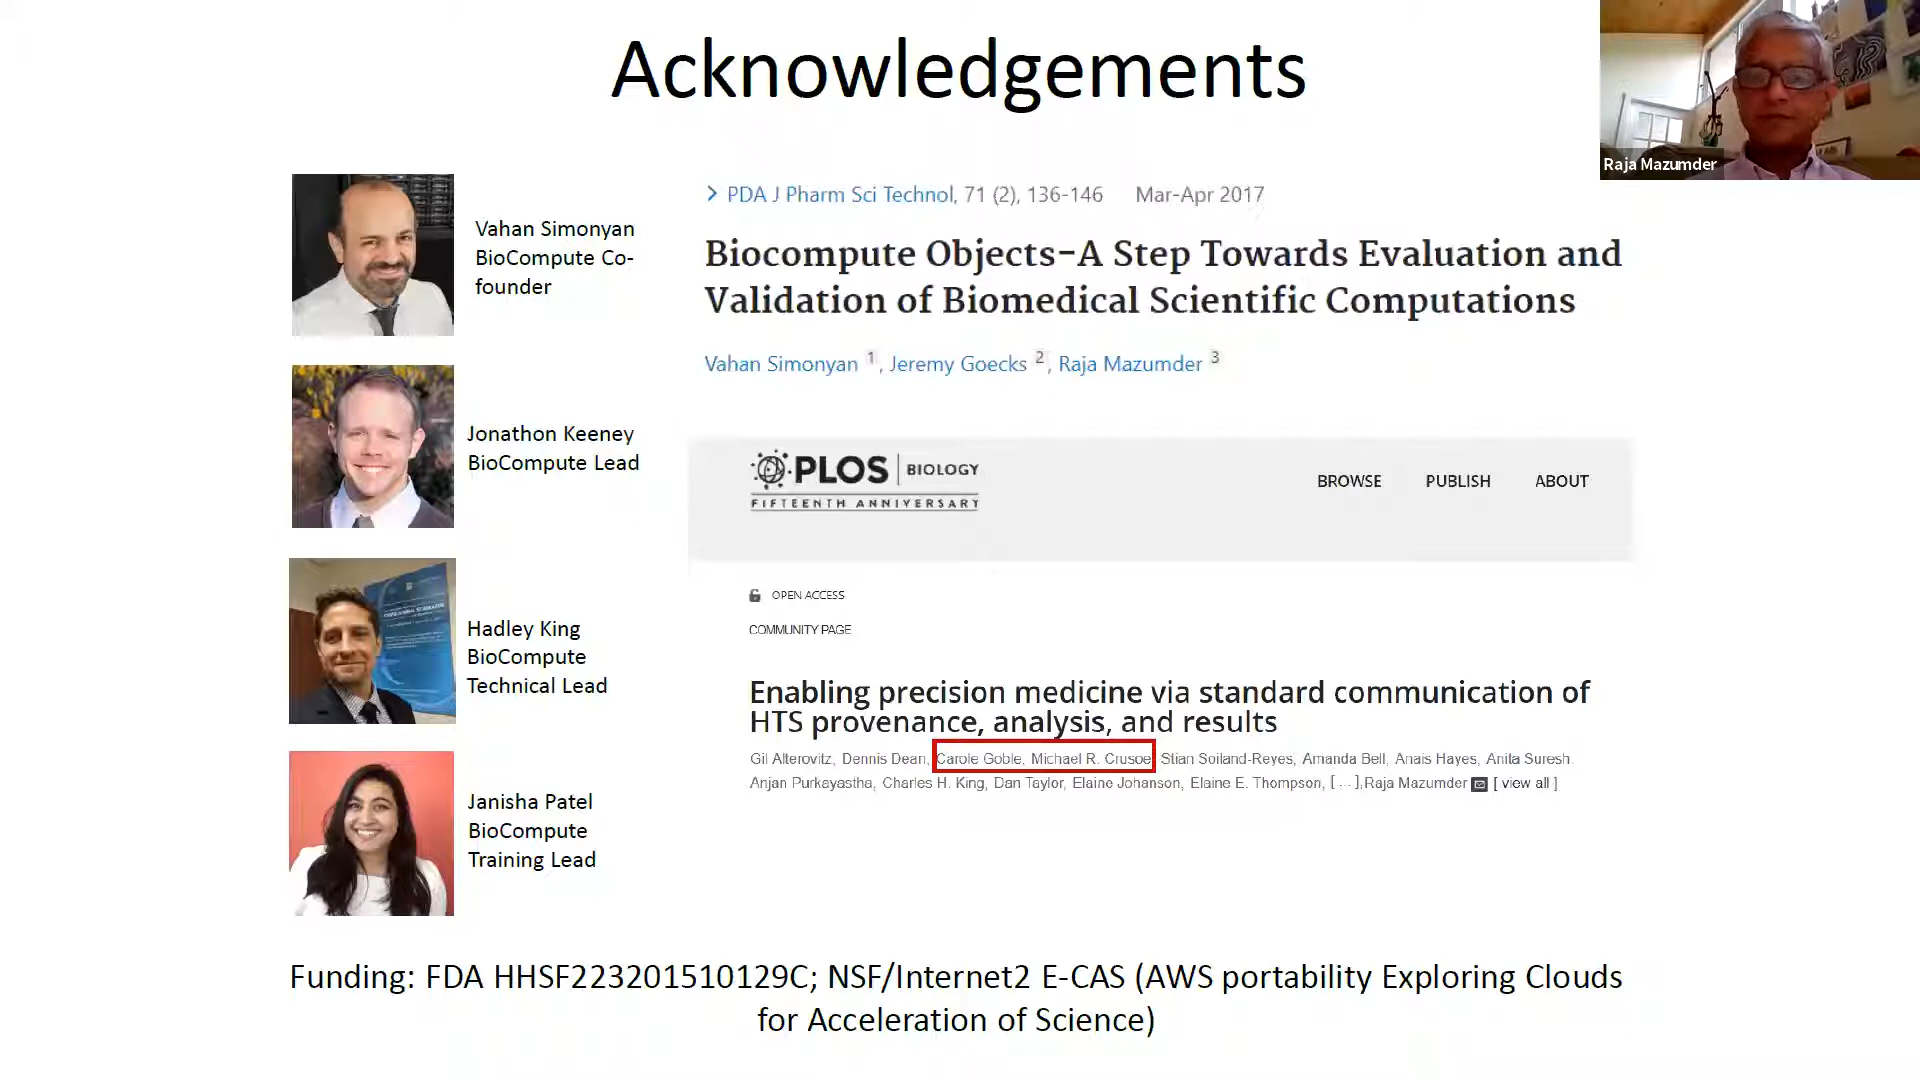 Acknowledgements
Raja Mazumder
Vahan Simonyan
BioCompute Co-
founder
Jonathon Keeney
BioCompute Lead
Hadley King
BioCompute
Technical Lead
Janisha Patel
BioCompute
Training Lead
> PDA J Pharm Sci Technol, 71 (2), 136-146 Mar-Apr 2017
Biocompute Objects-A Step Towards Evaluation and
Validation of Biomedical Scientific Computations
Vahan Simonyan 1, Jeremy Goecks 2, Raja Mazumder 3
PLOS | BIOLOGY
FIFTEENTH ANNIVERSARY
BROWSE PUBLISH ABOUT
OPEN ACCESS
COMMUNITY PAGE
Enabling precision medicine via standard communication of
HTS provenance, analysis, and results
Gil Alterovitz, Dennis Dean, Carole Goble, Michael R. Crusoe, Stian Soiland-Reyes, Amanda Bell, Anais Hayes, Anita Suresh,
Anjan Purkayastha, Charles H. King, Dan Taylor, Elaine Johanson, Elaine E. Thompson, [ ... ],Raja Mazumder [ view all ]
Funding: FDA HHSF223201510129C; NSF/Internet2 E-CAS (AWS portability Exploring Clouds
for Acceleration of Science)